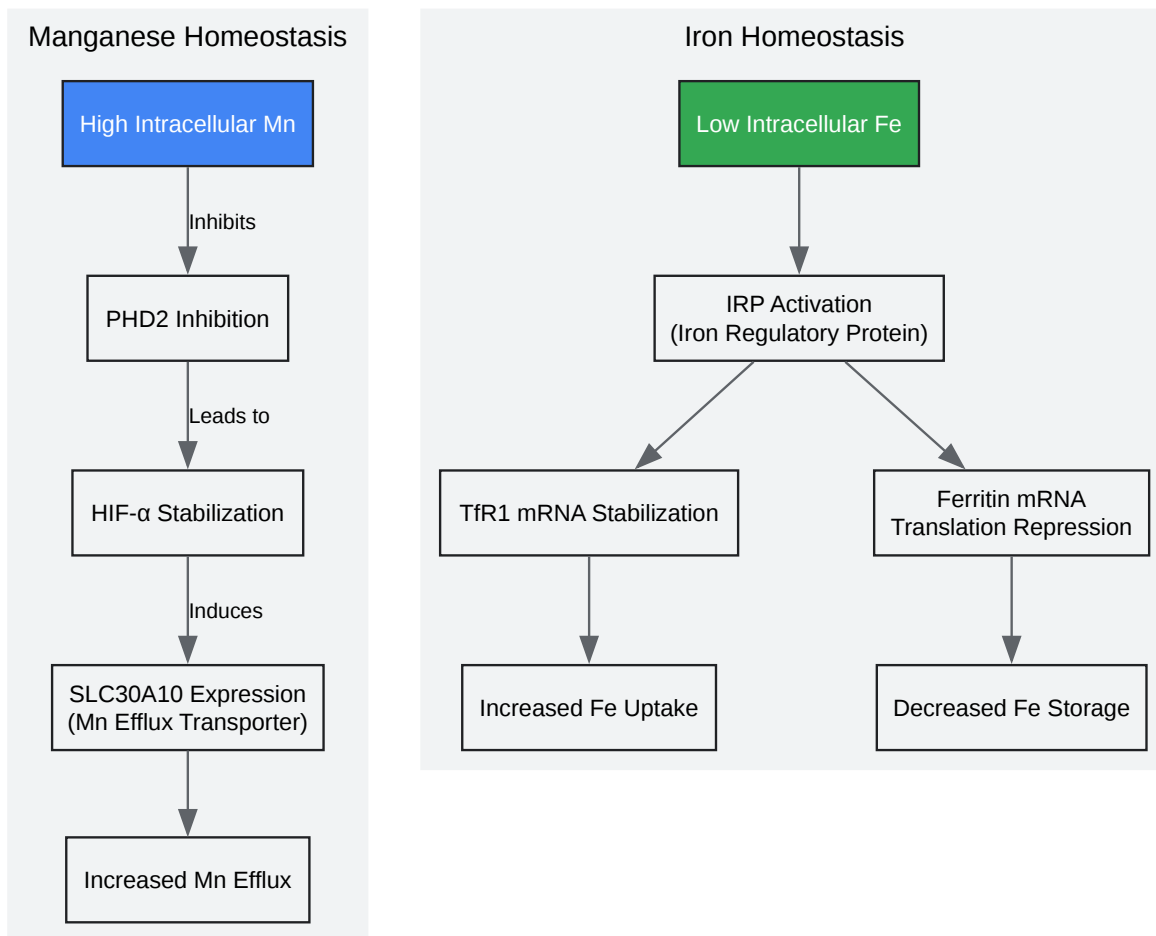 Manganese Homeostasis
High Intracellular Mn
Inhibits
PHD2 Inhibition
Leads to
HIF-α Stabilization
Induces
SLC30A10 Expression
(Mn Efflux Transporter)
Increased Mn Efflux
Iron Homeostasis
Low Intracellular Fe
IRP Activation
(Iron Regulatory Protein)
TfR1 mRNA Stabilization
Increased Fe Uptake
Ferritin mRNA
Translation Repression
Decreased Fe Storage